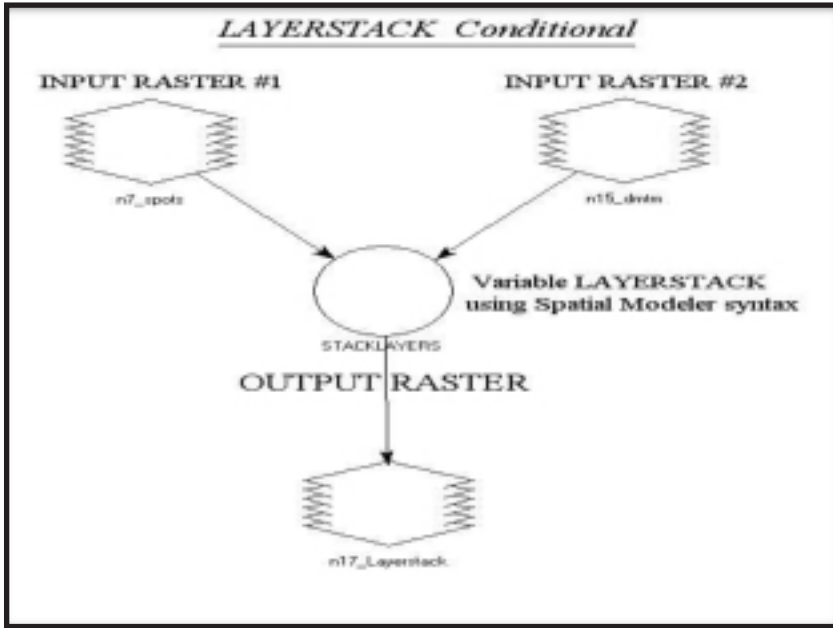 LAYERSTACK Conditional
INPUT RASTER #1
INPUT RASTER #2
n7_spots
n15_dmtm
Variable LAYERSTACK
using Spatial Modeler syntax
STACKLAYERS
OUTPUT RASTER
n17_Layerstack